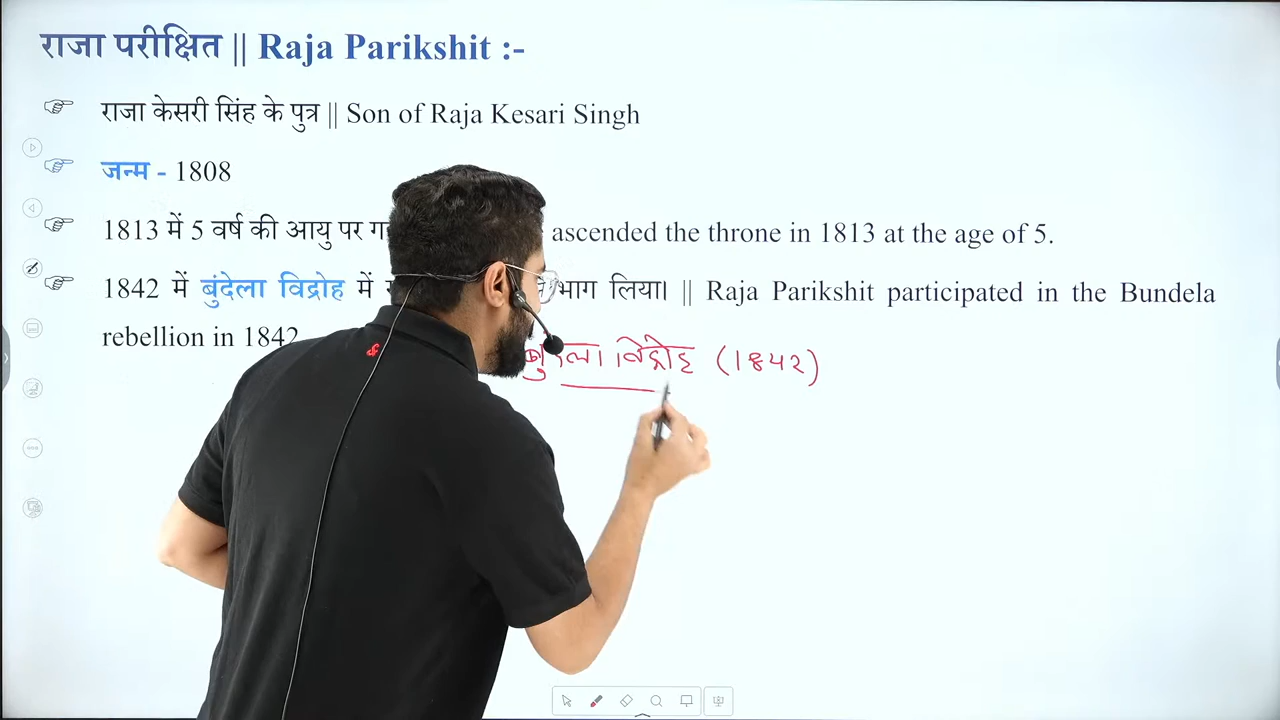 राजा परीक्षित || Raja Parikshit :-
राजा केसरी सिंह के पुत्र || Son of Raja Kesari Singh
जन्म - 1808
1813 में 5 वर्ष की आयु पर ascended the throne in 1813 at the age of 5.
1842 में बुंदेला विद्रोह में भाग लिया। || Raja Parikshit participated in the Bundela
rebellion in 1842
विद्रोह (1842)